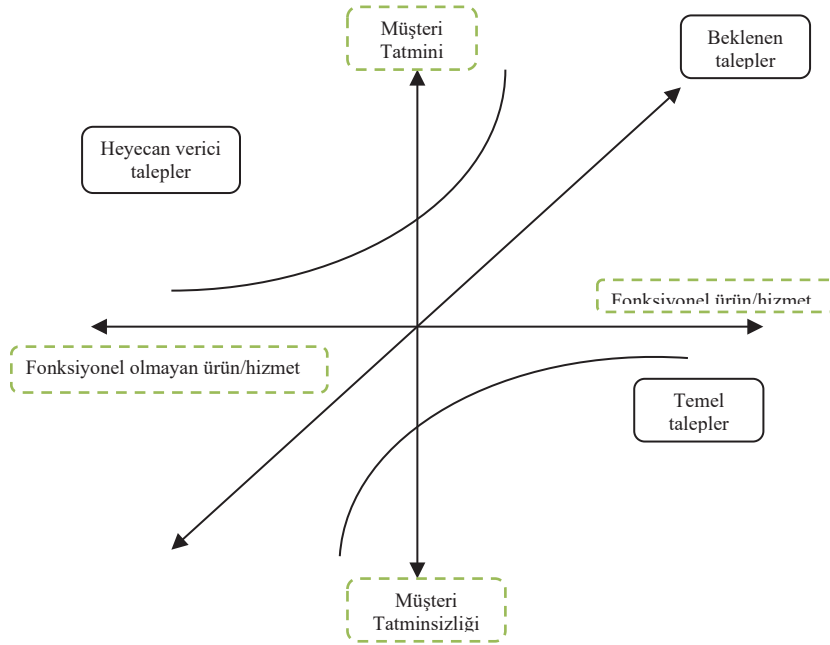 Müşteri
Tatmini
Beklenen
talepler
Heyecan verici
talepler
Fonksiyonel ürün/hizmet
Fonksiyonel olmayan ürün/hizmet
Temel
talepler
Müşteri
Tatminsizliği